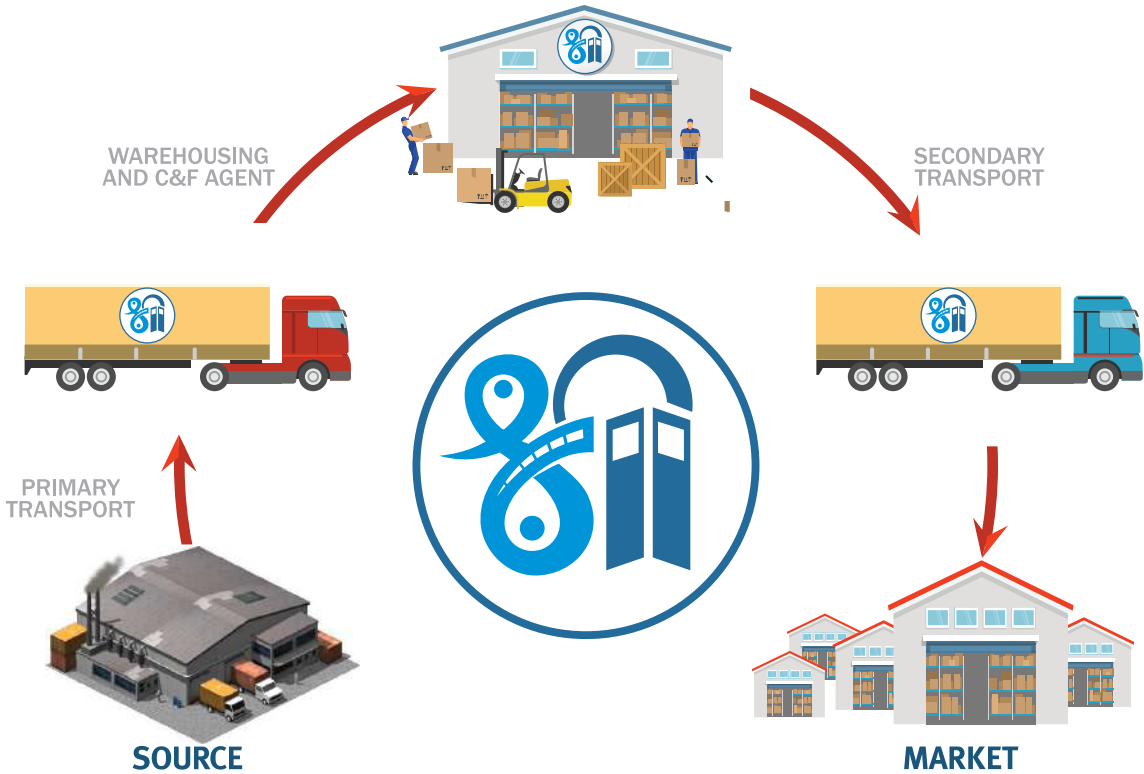 WAREHOUSING
AND C&F AGENT
SECONDARY
TRANSPORT
PRIMARY
TRANSPORT
SOURCE
MARKET